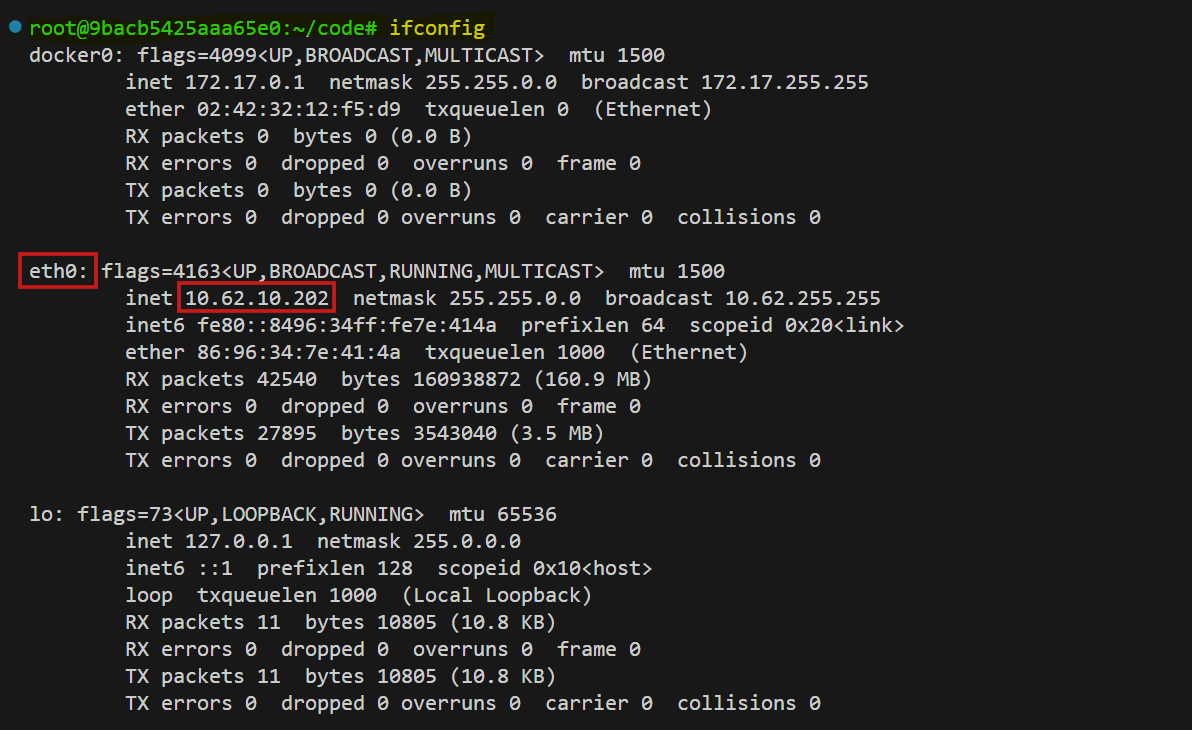 root@9bacb5425aaa65e0:~/code# ifconfig
docker0: flags=4099<UP,BROADCAST,MULTICAST>  mtu 1500
        inet 172.17.0.1  netmask 255.255.0.0  broadcast 172.17.255.255
        ether 02:42:32:12:f5:d9  txqueuelen 0  (Ethernet)
        RX packets 0  bytes 0 (0.0 B)
        RX errors 0  dropped 0  overruns 0  frame 0
        TX packets 0  bytes 0 (0.0 B)
        TX errors 0  dropped 0 overruns 0  carrier 0  collisions 0

eth0: flags=4163<UP,BROADCAST,RUNNING,MULTICAST>  mtu 1500
        inet 10.62.10.202  netmask 255.255.0.0  broadcast 10.62.255.255
        inet6 fe80::8496:34ff:fe7e:414a  prefixlen 64  scopeid 0x20<link>
        ether 86:96:34:7e:41:4a  txqueuelen 1000  (Ethernet)
        RX packets 42540  bytes 160938872 (160.9 MB)
        RX errors 0  dropped 0  overruns 0  frame 0
        TX packets 27895  bytes 3543040 (3.5 MB)
        TX errors 0  dropped 0 overruns 0  carrier 0  collisions 0

lo: flags=73<UP,LOOPBACK,RUNNING>  mtu 65536
        inet 127.0.0.1  netmask 255.0.0.0
        inet6 ::1  prefixlen 128  scopeid 0x10<host>
        loop  txqueuelen 1000  (Local Loopback)
        RX packets 11  bytes 10805 (10.8 KB)
        RX errors 0  dropped 0  overruns 0  frame 0
        TX packets 11  bytes 10805 (10.8 KB)
        TX errors 0  dropped 0 overruns 0  carrier 0  collisions 0